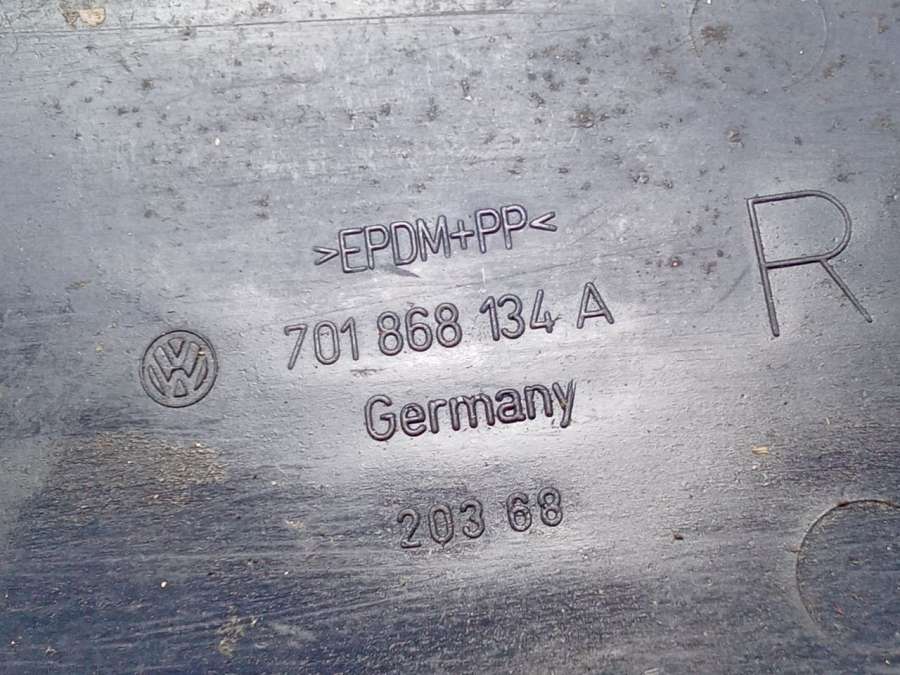 >EPDM+PP<
R
701 868 134 A
Germany
203 68